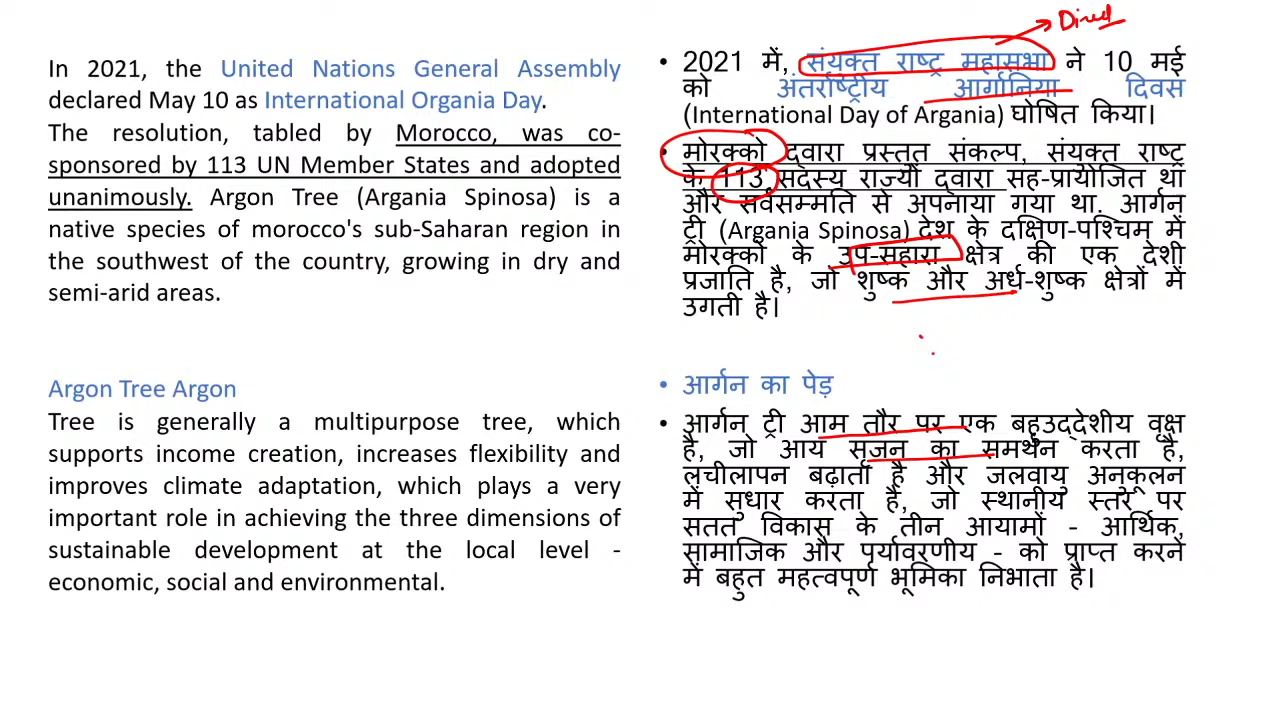 In 2021, the United Nations General Assembly
declared May 10 as International Organia Day.
The resolution, tabled by Morocco, was co-
sponsored by 113 UN Member States and adopted
unanimously. Argon Tree (Argania Spinosa) is a
native species of morocco's sub-Saharan region in
the southwest of the country, growing in dry and
semi-arid areas.
Argon Tree Argon
Tree is generally a multipurpose tree, which
supports income creation, increases flexibility and
improves climate adaptation, which plays a very
important role in achieving the three dimensions of
sustainable development at the local level -
economic, social and environmental.
Direct
• 2021 में, संयुक्त राष्ट्र महासभा ने 10 मई
को अंतर्राष्ट्रीय आर्गानिया दिवस
(International Day of Argania) घोषित किया।
• मोरक्को द्वारा प्रस्तुत संकल्प, संयुक्त राष्ट्र
के 113 सदस्य राज्यों द्वारा सह-प्रायोजित था
और सर्वसम्मति से अपनाया गया था. आर्गन
ट्री (Argania Spinosa) देश के दक्षिण-पश्चिम में
मोरक्को के उप-सहारा क्षेत्र की एक देशी
प्रजाति है, जो शुष्क और अर्ध-शुष्क क्षेत्रों में
उगती है।
• आर्गन का पेड़
• आर्गन ट्री आम तौर पर एक बहुउद्देशीय वृक्ष
है, जो आय सृजन का समर्थन करता है,
लचीलापन बढ़ाता है और जलवायु अनुकूलन
में सुधार करता है, जो स्थानीय स्तर पर
सतत विकास के तीन आयामों - आर्थिक,
सामाजिक और पर्यावरणीय - को प्राप्त करने
में बहुत महत्वपूर्ण भूमिका निभाता है।